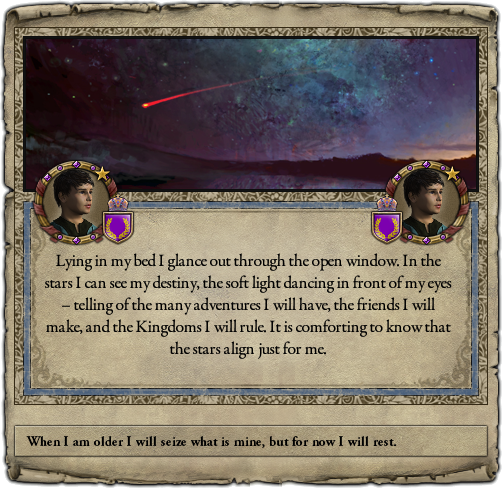 Lying in my bed I glance out through the open window. In the
stars I can see my destiny, the soft light dancing in front of my eyes
– telling of the many adventures I will have, the friends I will
make, and the Kingdoms I will rule. It is comforting to know that
the stars align just for me.
When I am older I will seize what is mine, but for now I will rest.